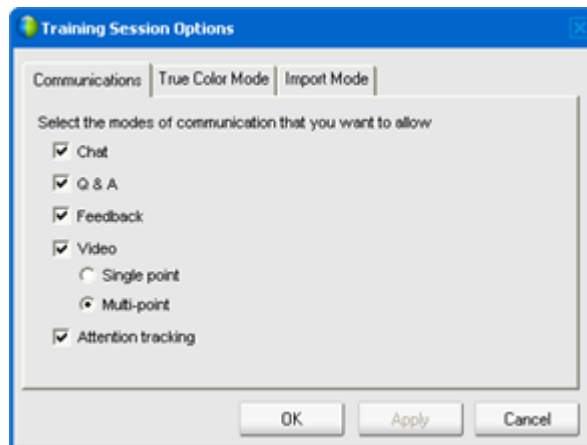 Training Session Options
Communications True Color Mode Import Mode
Select the modes of communication that you want to allow
Chat
Q & A
Feedback
Video
Single point
Multi-point
Attention tracking
OK Apply Cancel